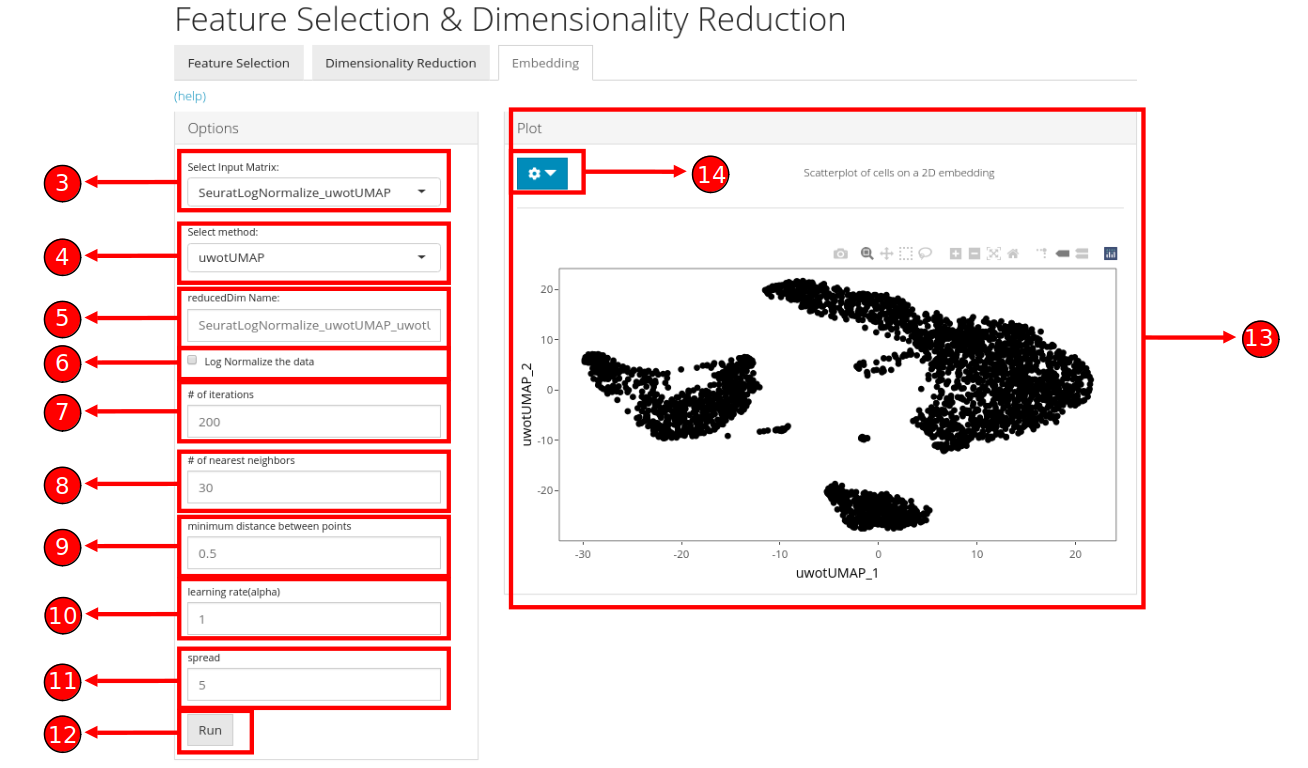 Feature Selection & Dimensionality Reduction
Feature Selection
Dimensionality Reduction
Embedding
(help)
Options
3
Select Input Matrix:
SeuratLogNormalize_uwotUMAP
4
Select method:
uwotUMAP
5
reducedDim Name:
SeuratLogNormalize_uwotUMAP_uwotU
6
Log Normalize the data
7
# of iterations
200
8
# of nearest neighbors
30
9
minimum distance between points
0.5
10
learning rate(alpha)
1
11
spread
5
12
Run
Plot
14
Scatterplot of cells on a 2D embedding
13
20
10
0
-10
-20
uwotUMAP_2
-30 -20 -10 0 10 20
uwotUMAP_1